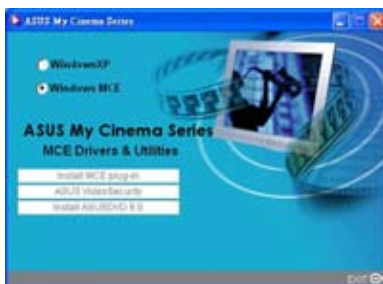 ASUS My Cinema Series
WindowsXP
Windows MCE
ASUS My Cinema Series
MCE Drivers & Utilities
Install MCE plug-in
ASUS VideoSecurity
Install ASUSDVD 8.0
EXIT